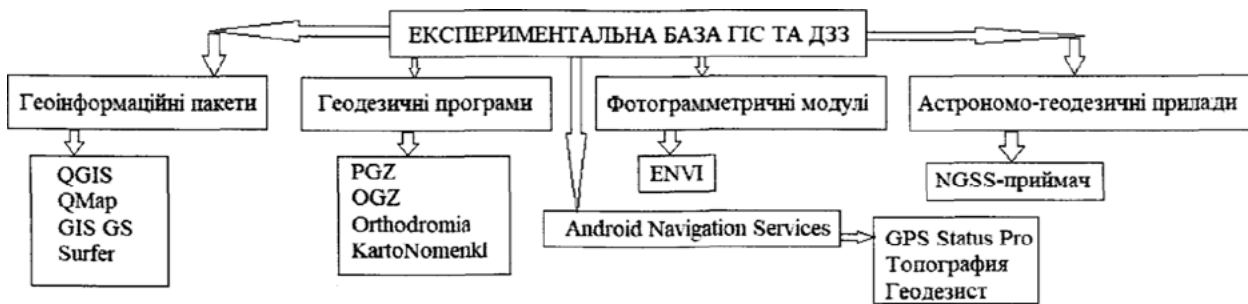 ЕКСПЕРИМЕНТАЛЬНА БАЗА ГІС ТА ДЗЗ
Геоінформаційні пакети
Геодезичні програми
Фотограмметричні модулі
Астрономо-геодезичні прилади
QGIS
QMap
GIS GS
Surfer
PGZ
OGZ
Orthodromia
KartoNomenkl
ENVI
NGSS-приймач
Android Navigation Services
GPS Status Pro
Топография
Геодезист